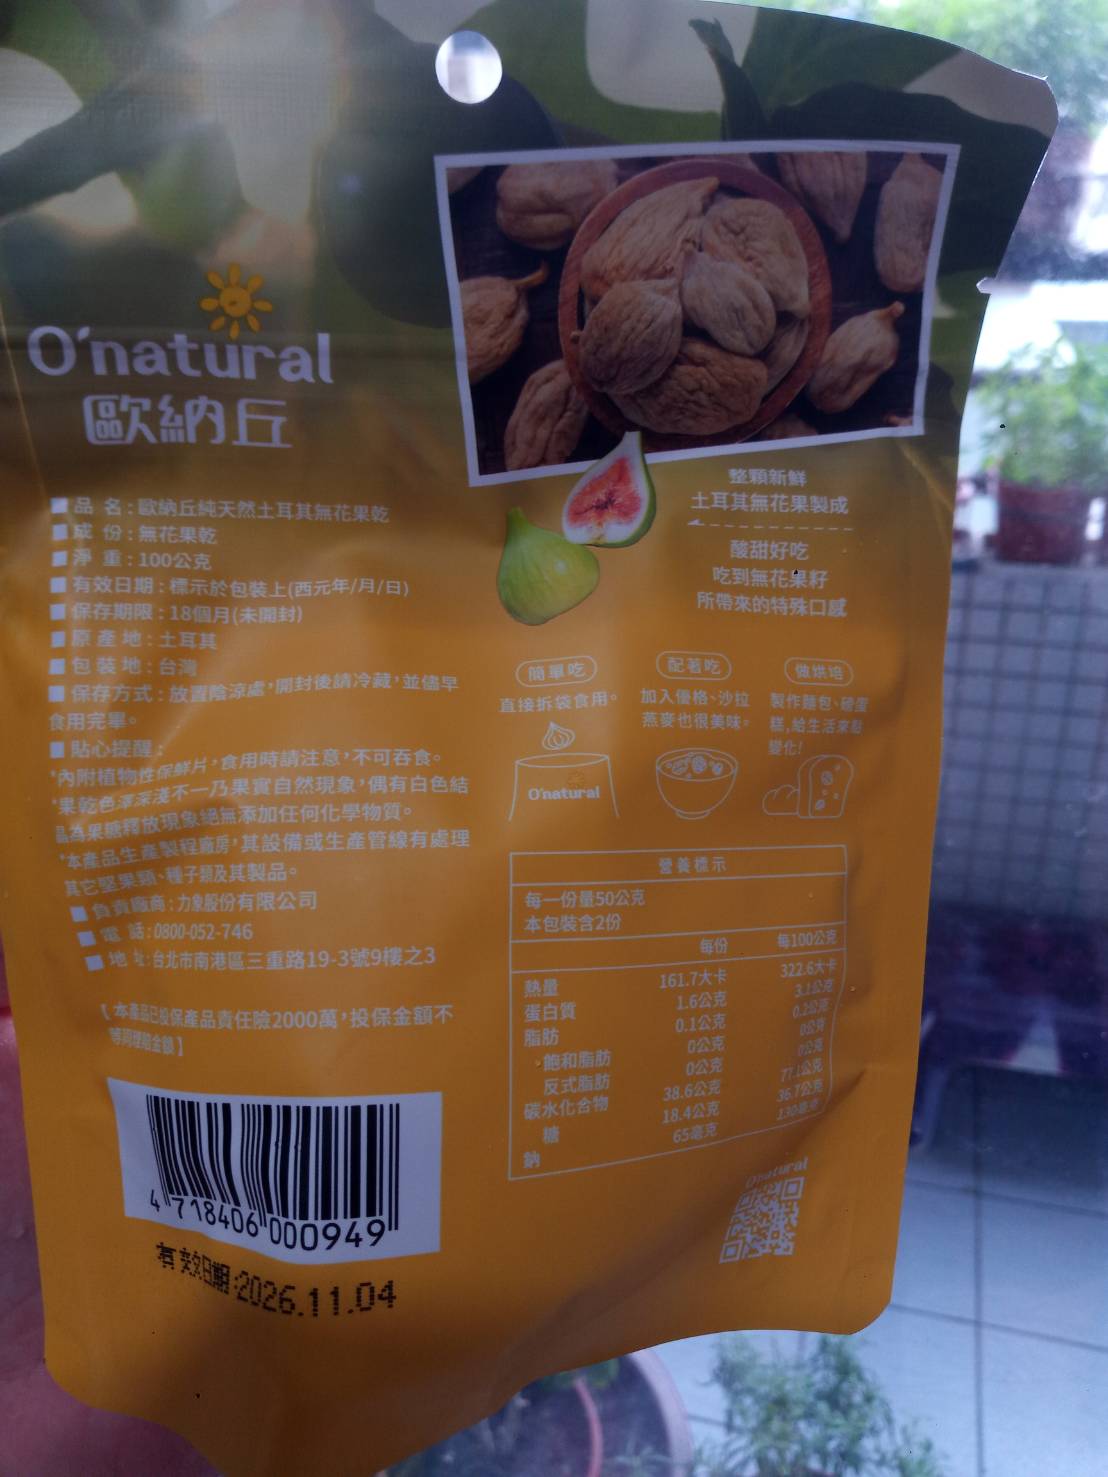 O'natural
歐納丘
■品 名:歐納丘純天然土耳其無花果乾
■成 份:無花果乾
■淨 重:100公克
■有效日期:標示於包裝上(西元年/月/日)
■保存期限:18個月(未開封)
■原產地:土耳其
■包裝地:台灣
■保存方式:放置陰涼處,開封後請冷藏,並儘早
食用完畢。
■貼心提醒:
*內附植物性保鮮片,食用時請注意,不可吞食。
*果乾色澤深淺不一乃果實自然現象,偶有白色結
晶為果糖釋放現象絕無添加任何化學物質。
*本產品生產製程廠房,其設備或生產管線有處理
其它堅果類、種子類及其製品。
■負責廠商:力象股份有限公司
■電 話:0800-052-746
■地 址:台北市南港區三重路19-3號9樓之3
【本產品已投保產品責任險2000萬,投保金額不
等同理賠金額】
4 718406 000949
有效日期:2026.11.04
整顆新鮮
土耳其無花果製成
酸甜好吃
吃到無花果籽
所帶來的特殊口感
簡單吃
直接拆袋食用。
O'natural
配著吃
加入優格、沙拉
燕麥也很美味。
做烘培
製作麵包、磅蛋
糕,給生活來點
變化!
營養標示
每一份量50公克
本包裝含2份
每份 每100公克
熱量 161.7大卡 322.6大卡
蛋白質 1.6公克 3.1公克
脂肪 0.1公克 0.2公克
飽和脂肪 0公克 0公克
反式脂肪 0公克 0公克
碳水化合物 38.6公克 77.1公克
糖 18.4公克 36.7公克
鈉 65毫克 130毫克
O'natural